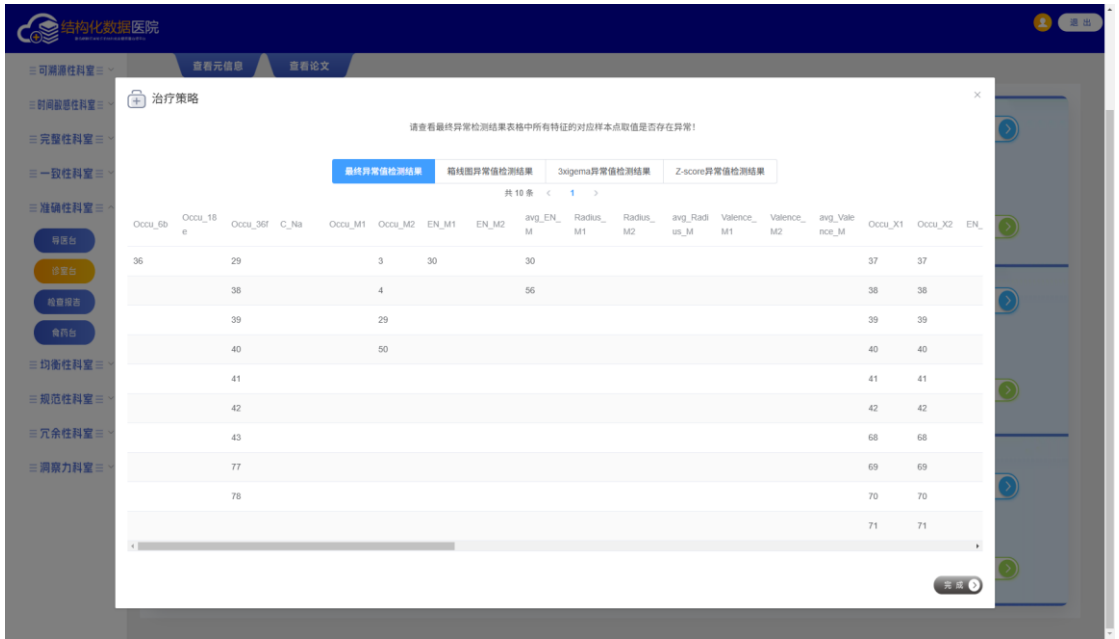 结构化数据医院
退 出
查看元信息 查看论文
可溯源性科室
时间敏感性科室
完整性科室
一致性科室
准确性科室
导医台
诊室台
检查报告
均衡性科室
规范性科室
冗余性科室
洞察力科室
治疗策略
请查看最终异常检测结果表格中所有特征的对应样本点取值是否存在异常!
最终异常值检测结果 箱线图异常值检测结果 3xigema异常值检测结果 Z-score异常值检测结果
共 10 条 < 1 >
Occu_6b Occu_18e Occu_36f C_Na Occu_M1 Occu_M2 EN_M1 EN_M2 avg_EN_M Radius_M1 Radius_M2 avg_Radius_M Valence_M1 Valence_M2 avg_Valence_M Occu_X1 Occu_X2 EN_
36 29 3 30 30 37 37
38 4 56 38 38
39 29 39 39
40 50 40 40
41 41 41
42 42 42
43 68 68
77 69 69
78 70 70
71 71
完 成